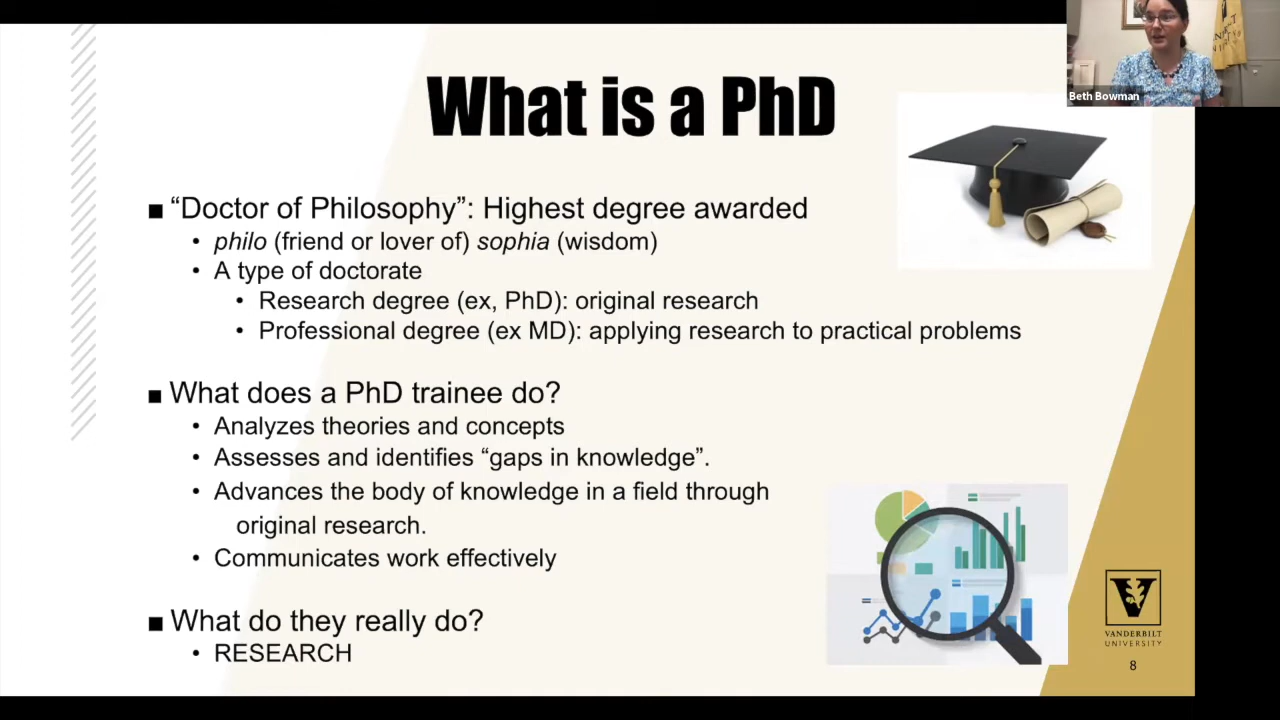 What is a PhD
Beth Bowman
■ “Doctor of Philosophy”: Highest degree awarded
• philo (friend or lover of) sophia (wisdom)
• A type of doctorate
• Research degree (ex, PhD): original research
• Professional degree (ex MD): applying research to practical problems
■ What does a PhD trainee do?
• Analyzes theories and concepts
• Assesses and identifies “gaps in knowledge”.
• Advances the body of knowledge in a field through
original research.
• Communicates work effectively
■ What do they really do?
• RESEARCH
V
VANDERBILT
UNIVERSITY
8